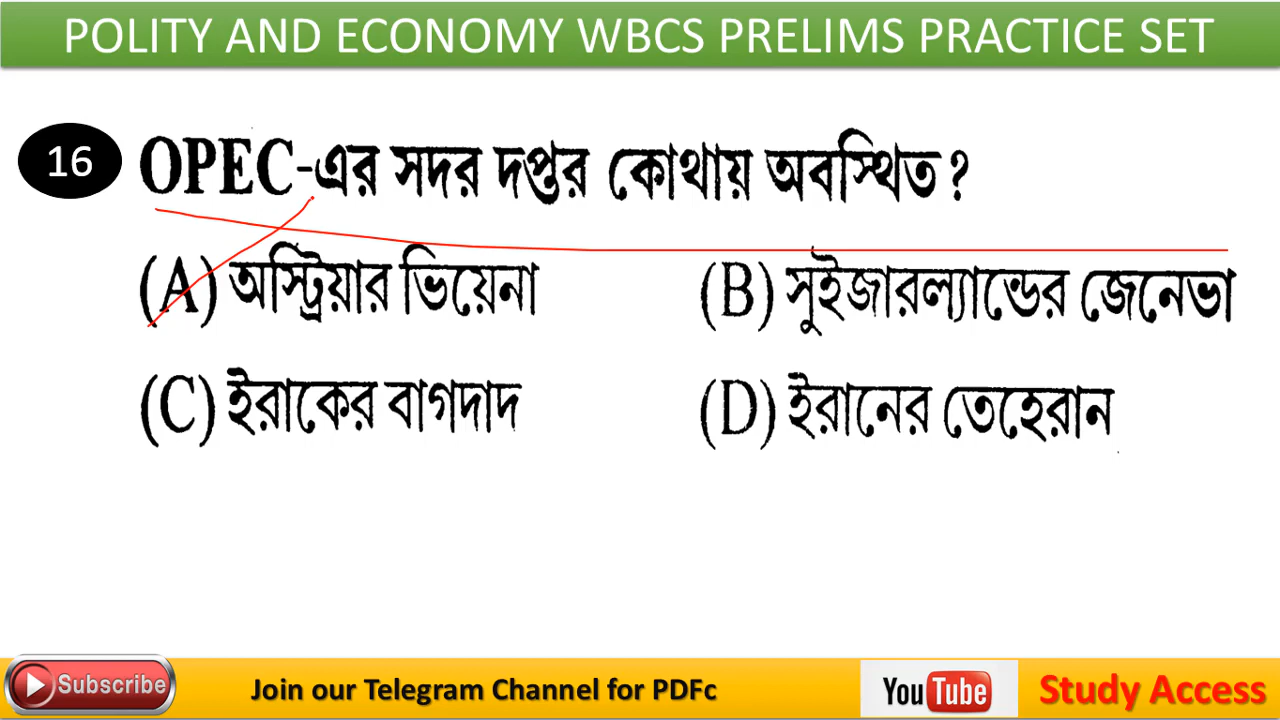 POLITY AND ECONOMY WBCS PRELIMS PRACTICE SET
16 OPEC-এর সদর দপ্তর কোথায় অবস্থিত?
(A) অস্ট্রিয়ার ভিয়েনা (B) সুইজারল্যান্ডের জেনেভা
(C) ইরাকের বাগদাদ (D) ইরানের তেহেরান
Subscribe Join our Telegram Channel for PDFc YouTube Study Access